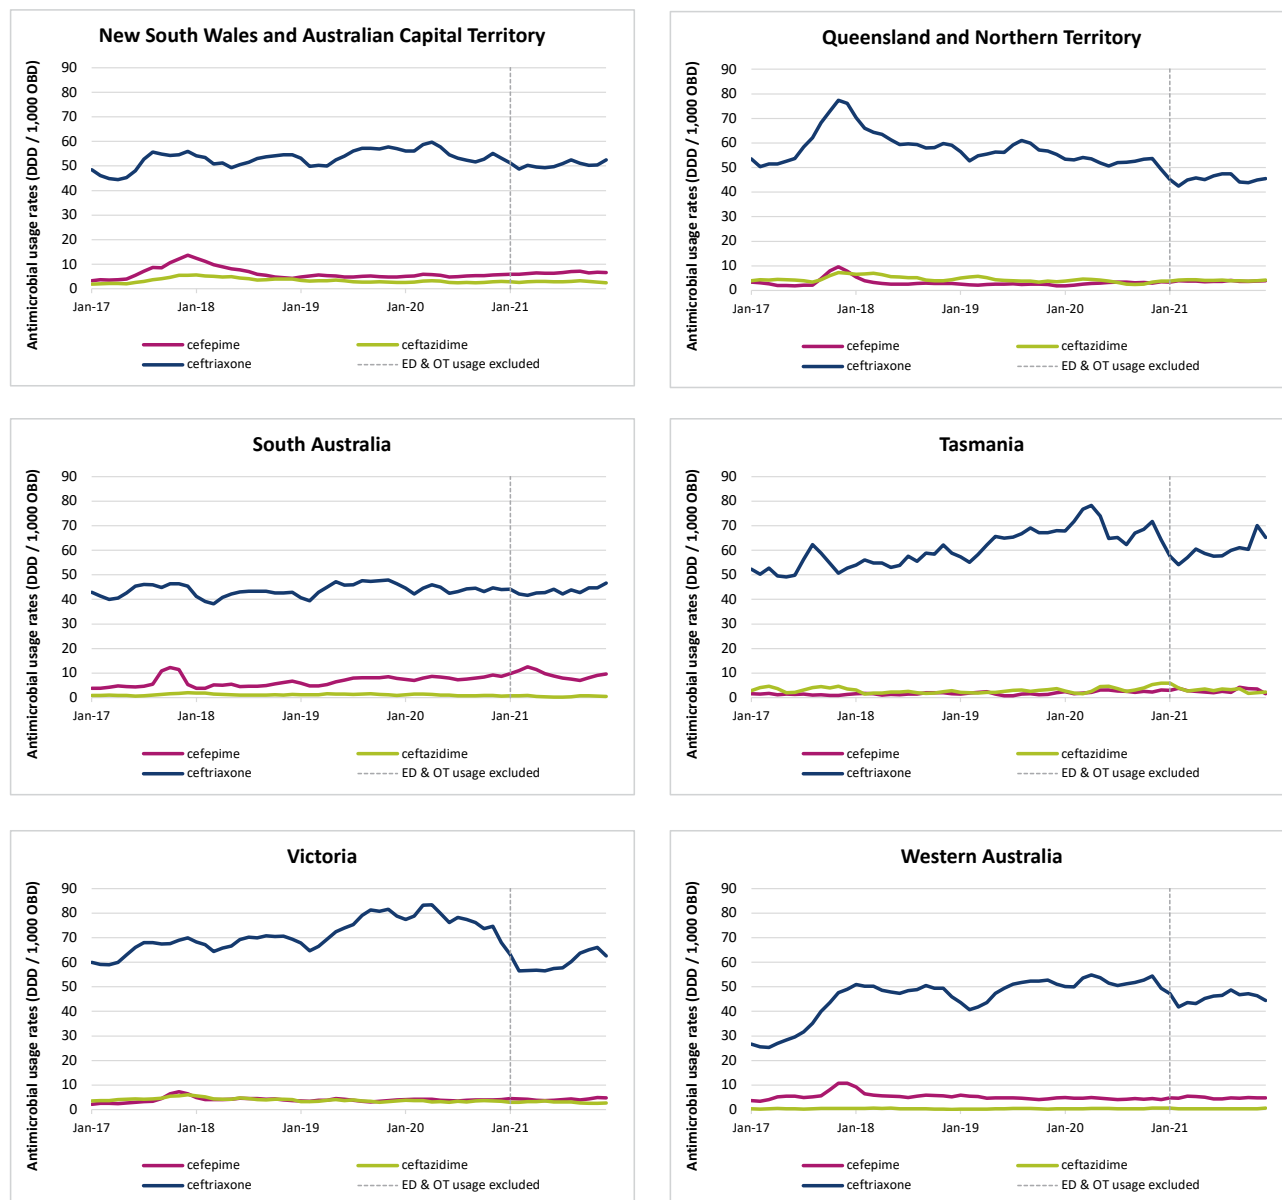 New South Wales and Australian Capital Territory
Antimicrobial usage rates (DDD / 1,000 OBD)
90
80
70
60
50
40
30
20
10
0
Jan-17 Jan-18 Jan-19 Jan-20 Jan-21
cefepime ceftazidime
ceftriaxone ED & OT usage excluded
Queensland and Northern Territory
Antimicrobial usage rates (DDD / 1,000 OBD)
90
80
70
60
50
40
30
20
10
0
Jan-17 Jan-18 Jan-19 Jan-20 Jan-21
cefepime ceftazidime
ceftriaxone ED & OT usage excluded
South Australia
Antimicrobial usage rates (DDD / 1,000 OBD)
90
80
70
60
50
40
30
20
10
0
Jan-17 Jan-18 Jan-19 Jan-20 Jan-21
cefepime ceftazidime
ceftriaxone ED & OT usage excluded
Tasmania
Antimicrobial usage rates (DDD / 1,000 OBD)
90
80
70
60
50
40
30
20
10
0
Jan-17 Jan-18 Jan-19 Jan-20 Jan-21
cefepime ceftazidime
ceftriaxone ED & OT usage excluded
Victoria
Antimicrobial usage rates (DDD / 1,000 OBD)
90
80
70
60
50
40
30
20
10
0
Jan-17 Jan-18 Jan-19 Jan-20 Jan-21
cefepime ceftazidime
ceftriaxone ED & OT usage excluded
Western Australia
Antimicrobial usage rates (DDD / 1,000 OBD)
90
80
70
60
50
40
30
20
10
0
Jan-17 Jan-18 Jan-19 Jan-20 Jan-21
cefepime ceftazidime
ceftriaxone ED & OT usage excluded